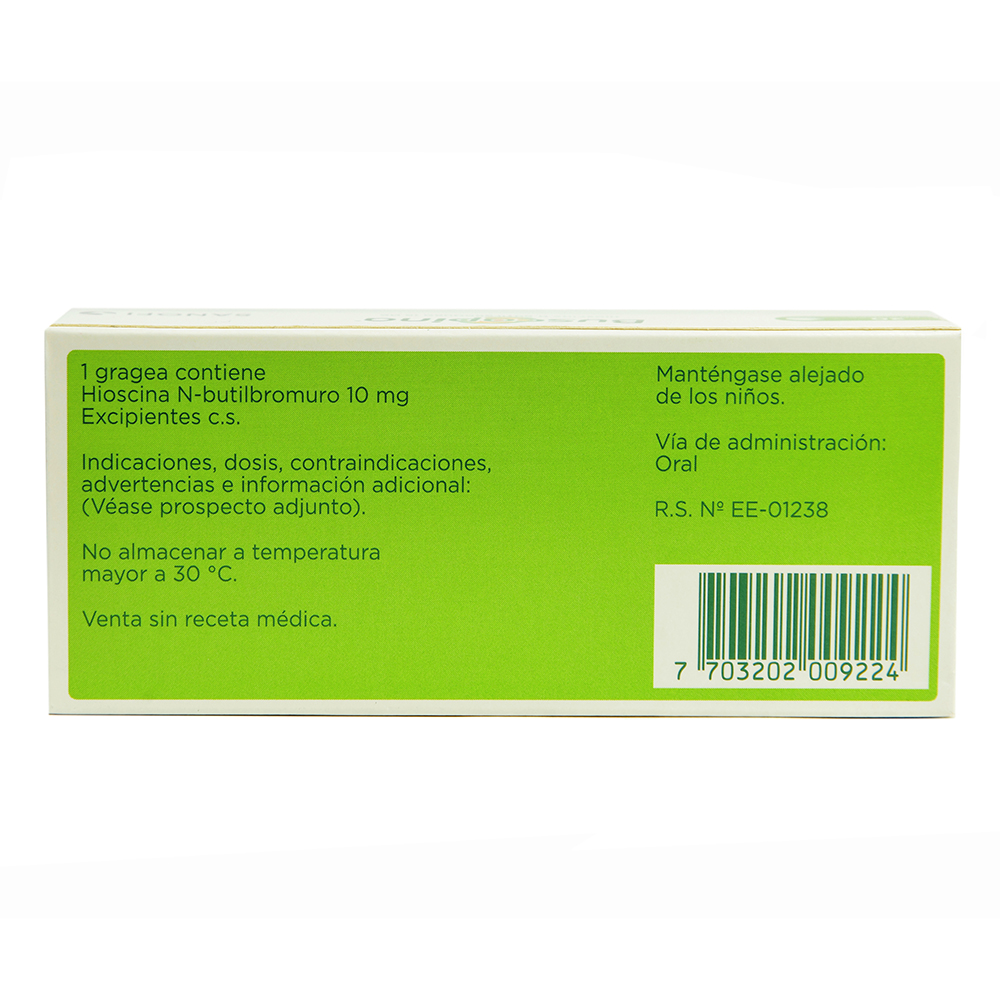 SANOFI
Buscapina
1 gragea contiene
Hioscina N-butilbromuro 10 mg
Excipientes c.s.
Indicaciones, dosis, contraindicaciones,
advertencias e información adicional:
(Véase prospecto adjunto).
No almacenar a temperatura
mayor a 30 °C.
Venta sin receta médica.
Manténgase alejado
de los niños.
Vía de administración:
Oral
R.S. Nº EE-01238
7 703202 009224